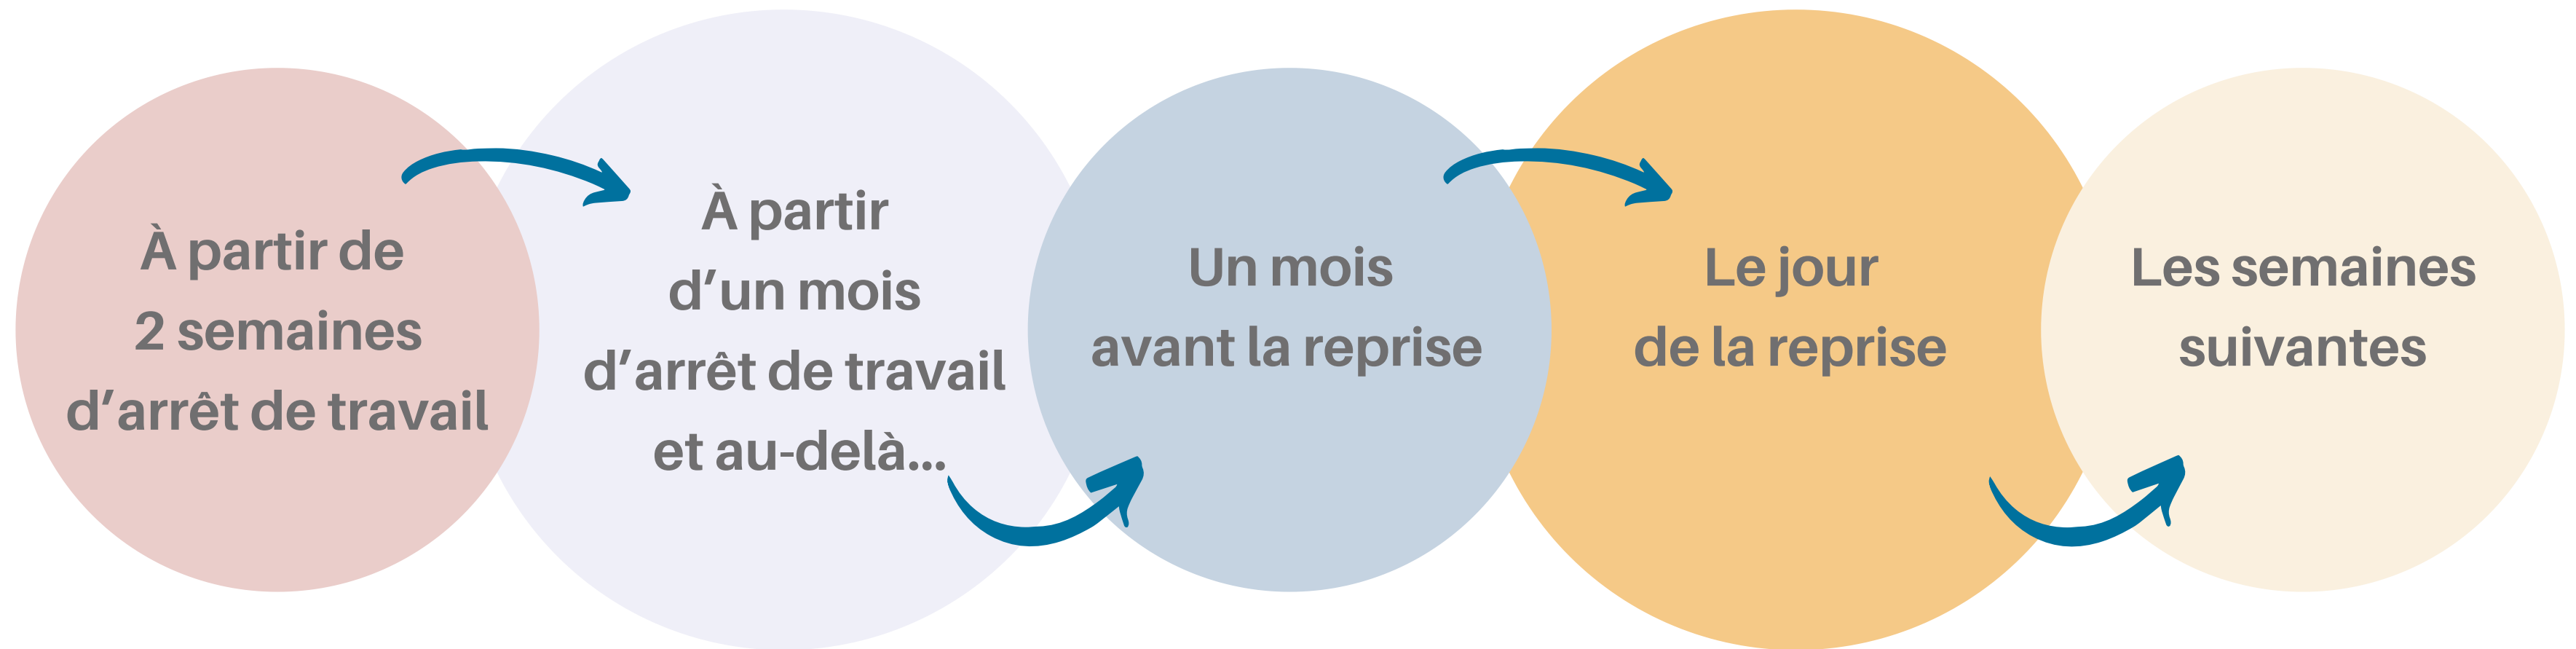 À partir de
2 semaines
d’arrêt de travail
À partir
d’un mois
d’arrêt de travail
et au-delà...
Un mois
avant la reprise
Le jour
de la reprise
Les semaines
suivantes